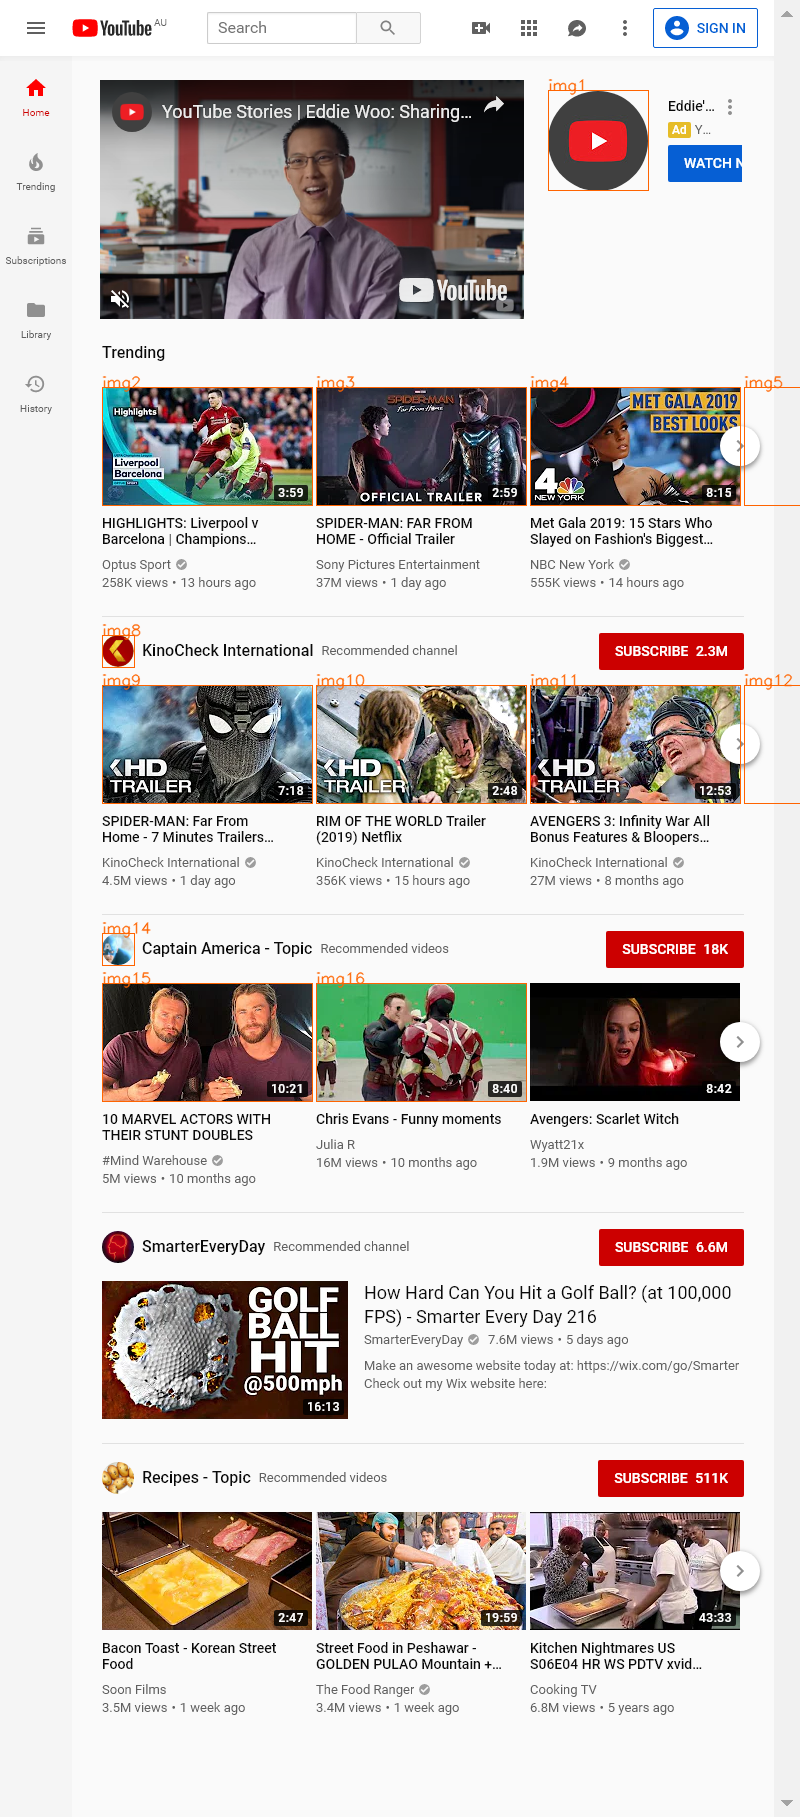 YouTube AU
Search
SIGN IN
Home
Trending
Subscriptions
Library
History
YouTube Stories | Eddie Woo: Sharing...
YouTube
img1
Eddie'...
Ad Y...
WATCH N
Trending
img2
Highlights
Liverpool
Barcelona
3:59
HIGHLIGHTS: Liverpool v
Barcelona | Champions...
Optus Sport
258K views • 13 hours ago
img3
SPIDER-MAN
Far From Home
OFFICIAL TRAILER
2:59
SPIDER-MAN: FAR FROM
HOME - Official Trailer
Sony Pictures Entertainment
37M views • 1 day ago
img4
MET GALA 2019
BEST LOOKS
4
NEW YORK
8:15
Met Gala 2019: 15 Stars Who
Slayed on Fashion's Biggest...
NBC New York
555K views • 14 hours ago
img5
img8
KinoCheck International Recommended channel
SUBSCRIBE 2.3M
img9
KHD
TRAILER
7:18
SPIDER-MAN: Far From
Home - 7 Minutes Trailers...
KinoCheck International
4.5M views • 1 day ago
img10
KHD
TRAILER
2:48
RIM OF THE WORLD Trailer
(2019) Netflix
KinoCheck International
356K views • 15 hours ago
img11
KHD
TRAILER
12:53
AVENGERS 3: Infinity War All
Bonus Features & Bloopers...
KinoCheck International
27M views • 8 months ago
img12
img14
Captain America - Topic Recommended videos
SUBSCRIBE 18K
img15
10:21
10 MARVEL ACTORS WITH
THEIR STUNT DOUBLES
#Mind Warehouse
5M views • 10 months ago
img16
8:40
Chris Evans - Funny moments
Julia R
16M views • 10 months ago
8:42
Avengers: Scarlet Witch
Wyatt21x
1.9M views • 9 months ago
SmarterEveryDay Recommended channel
SUBSCRIBE 6.6M
GOLF
BALL
HIT
@500mph
16:13
How Hard Can You Hit a Golf Ball? (at 100,000
FPS) - Smarter Every Day 216
SmarterEveryDay 7.6M views • 5 days ago
Make an awesome website today at: https://wix.com/go/Smarter
Check out my Wix website here:
Recipes - Topic Recommended videos
SUBSCRIBE 511K
2:47
Bacon Toast - Korean Street
Food
Soon Films
3.5M views • 1 week ago
19:59
Street Food in Peshawar -
GOLDEN PULAO Mountain +...
The Food Ranger
3.4M views • 1 week ago
43:33
Kitchen Nightmares US
S06E04 HR WS PDTV xvid...
Cooking TV
6.8M views • 5 years ago